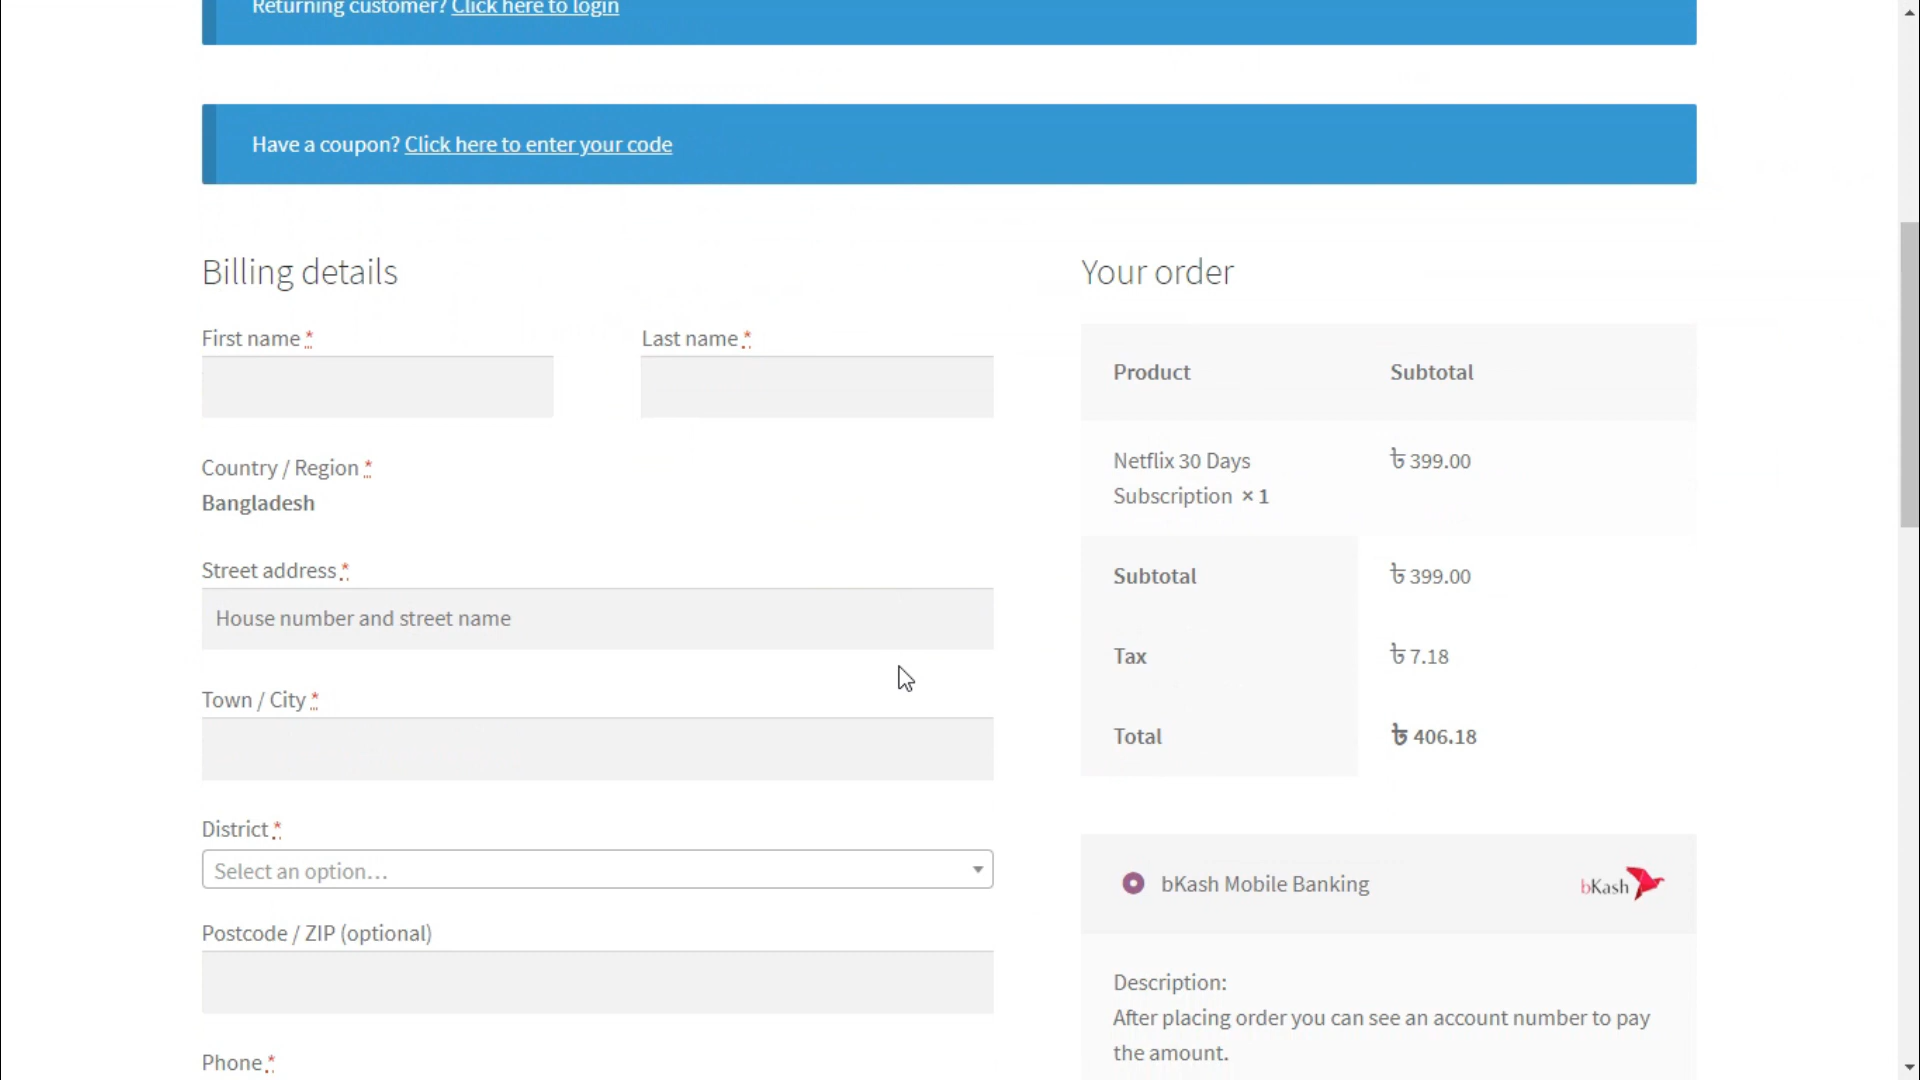 Returning customer? Click here to login
Have a coupon? Click here to enter your code
Billing details
First name *
Last name *
Country / Region *
Bangladesh
Street address *
House number and street name
Town / City *
District *
Select an option…
Postcode / ZIP (optional)
Phone *
Your order
Product Subtotal
Netflix 30 Days
Subscription × 1
৳ 399.00
Subtotal ৳ 399.00
Tax ৳ 7.18
Total ৳ 406.18
bKash Mobile Banking
bKash
Description:
After placing order you can see an account number to pay
the amount.